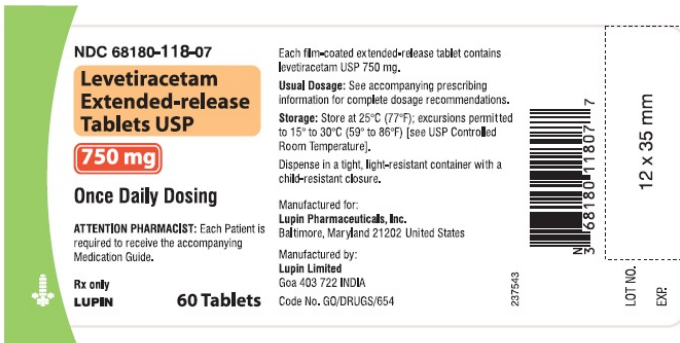 NDC 68180-118-07
Levetiracetam
Extended-release
Tablets USP
750 mg
Once Daily Dosing
ATTENTION PHARMACIST: Each Patient is
required to receive the accompanying
Medication Guide.
Rx only
LUPIN
60 Tablets
Each film-coated extended-release tablet contains
levetiracetam USP 750 mg.
Usual Dosage: See accompanying prescribing
information for complete dosage recommendations.
Storage: Store at 25°C (77°F); excursions permitted
to 15° to 30°C (59° to 86°F) [see USP Controlled
Room Temperature].
Dispense in a tight, light-resistant container with a
child-resistant closure.
Manufactured for:
Lupin Pharmaceuticals, Inc.
Baltimore, Maryland 21202 United States
Manufactured by:
Lupin Limited
Goa 403 722 INDIA
Code No. GO/DRUGS/654
237543
N
3 68180 11807 7
12 x 35 mm
LOT NO.
EXP.